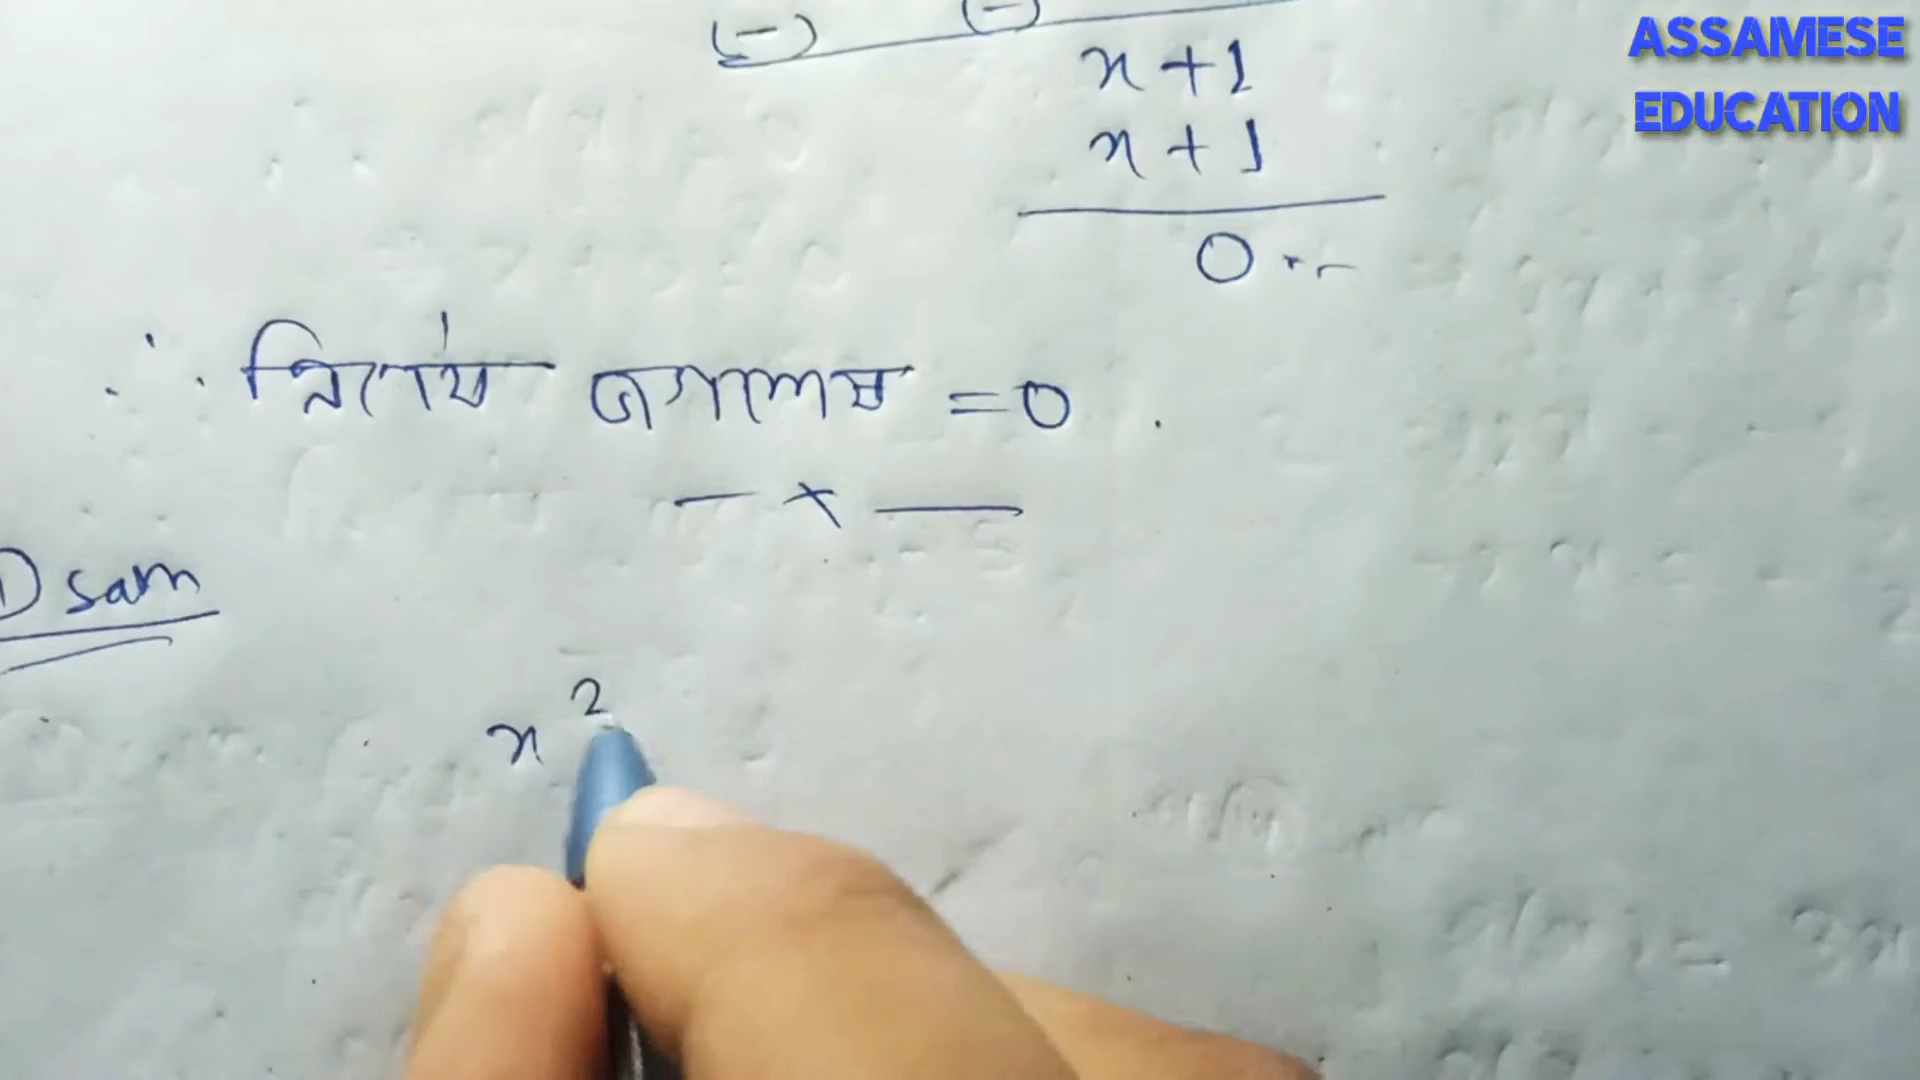 (-) (-)
x+1
x+1
0
∴ নিৰ্ণেয় ভাগশেষ = 0
— x —
) sam
x²
ASSAMESE
EDUCATION